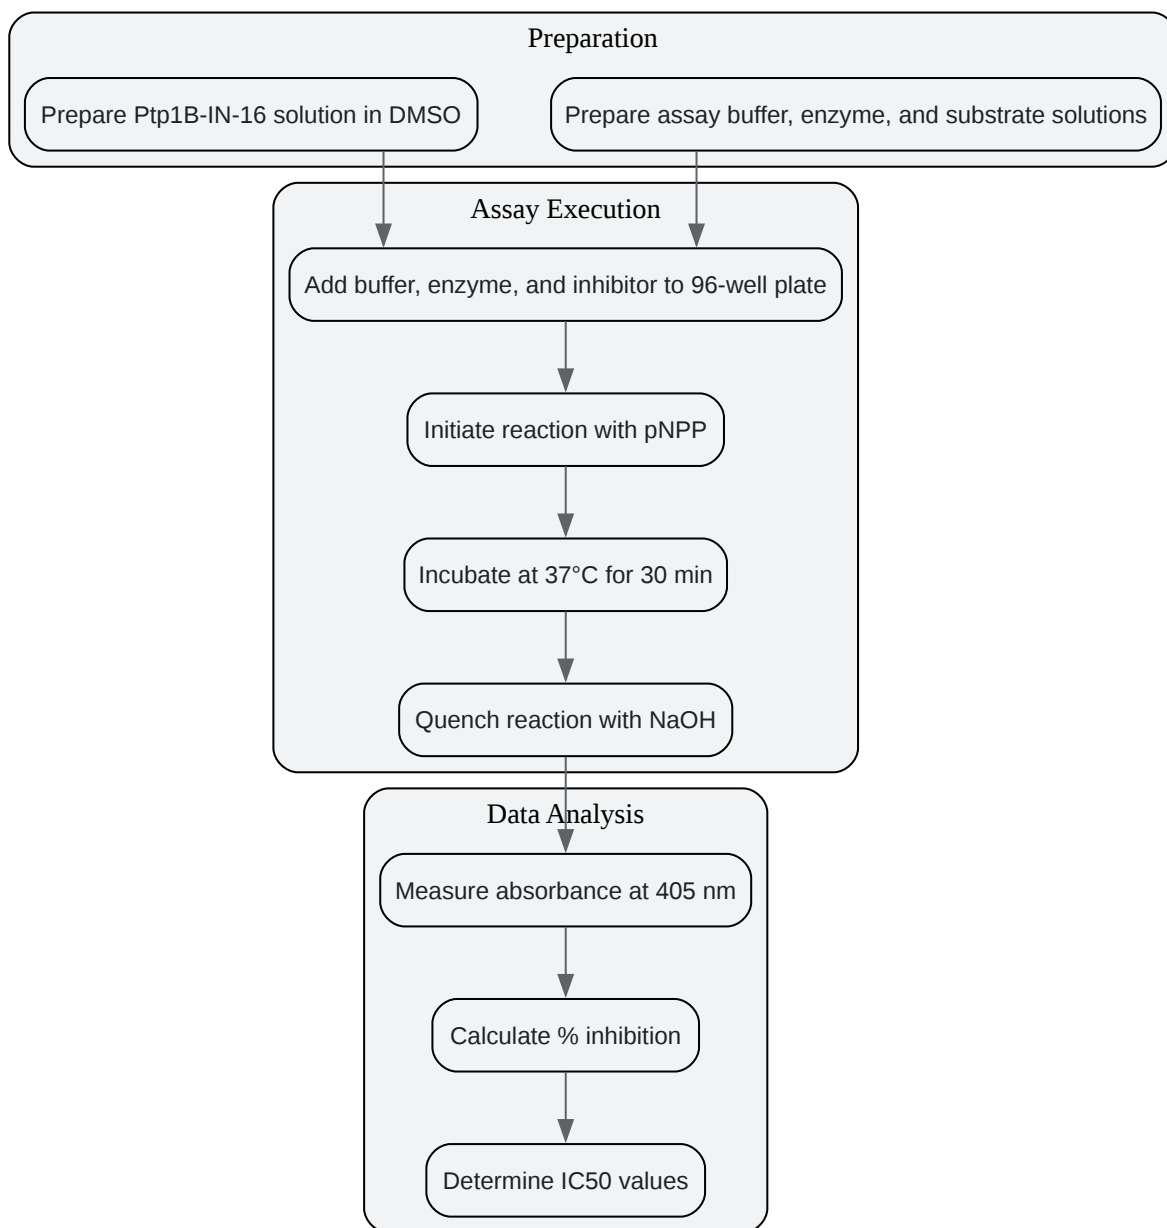 Preparation
Prepare Ptp1B-IN-16 solution in DMSO
Prepare assay buffer, enzyme, and substrate solutions
Assay Execution
Add buffer, enzyme, and inhibitor to 96-well plate
Initiate reaction with pNPP
Incubate at 37°C for 30 min
Quench reaction with NaOH
Data Analysis
Measure absorbance at 405 nm
Calculate % inhibition
Determine IC50 values